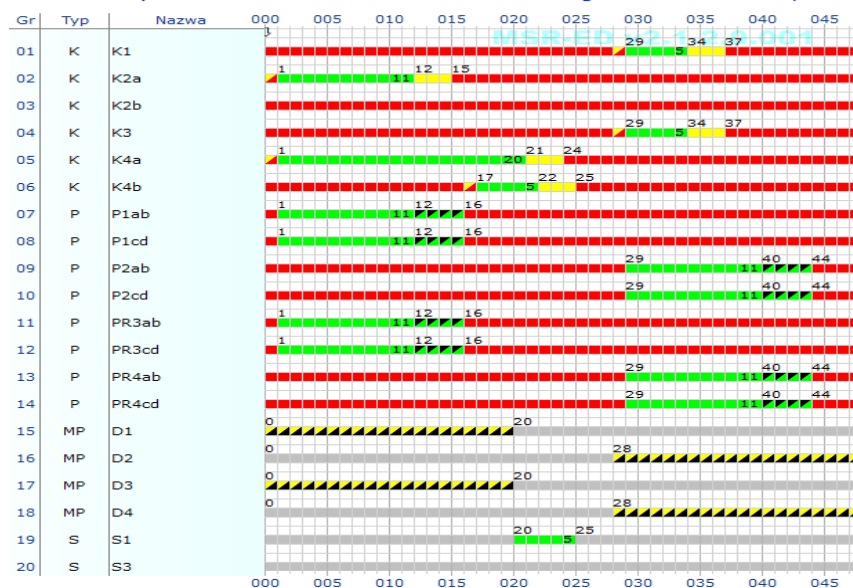 Gr Typ Nazwa 000 005 010 015 020 025 030 035 040 045
01 K K1 29 5 34 37
02 K K2a 1 11 12 15
03 K K2b
04 K K3 29 5 34 37
05 K K4a 1 20 21 24
06 K K4b 17 5 22 25
07 P P1ab 1 11 12 16
08 P P1cd 1 11 12 16
09 P P2ab 29 11 40 44
10 P P2cd 29 11 40 44
11 P PR3ab 1 11 12 16
12 P PR3cd 1 11 12 16
13 P PR4ab 29 11 40 44
14 P PR4cd 29 11 40 44
15 MP D1 0 20
16 MP D2 0 28
17 MP D3 0 20
18 MP D4 0 28
19 S S1 20 5 25
20 S S3
000 005 010 015 020 025 030 035 040 045